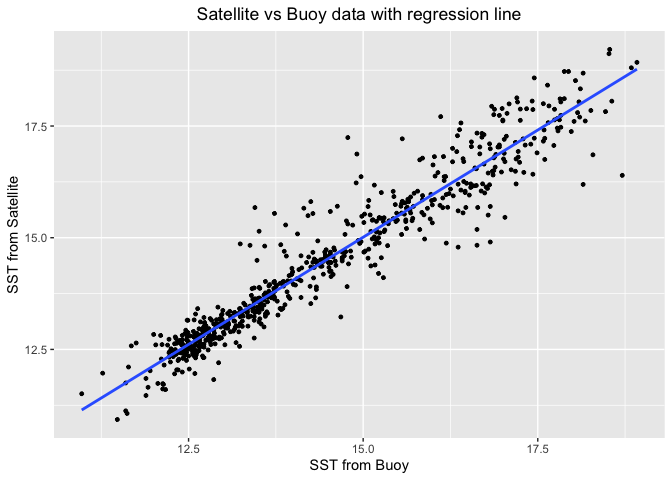 Satellite vs Buoy data with regression line
SST from Satellite
17.5
15.0
12.5
12.5 15.0 17.5
SST from Buoy